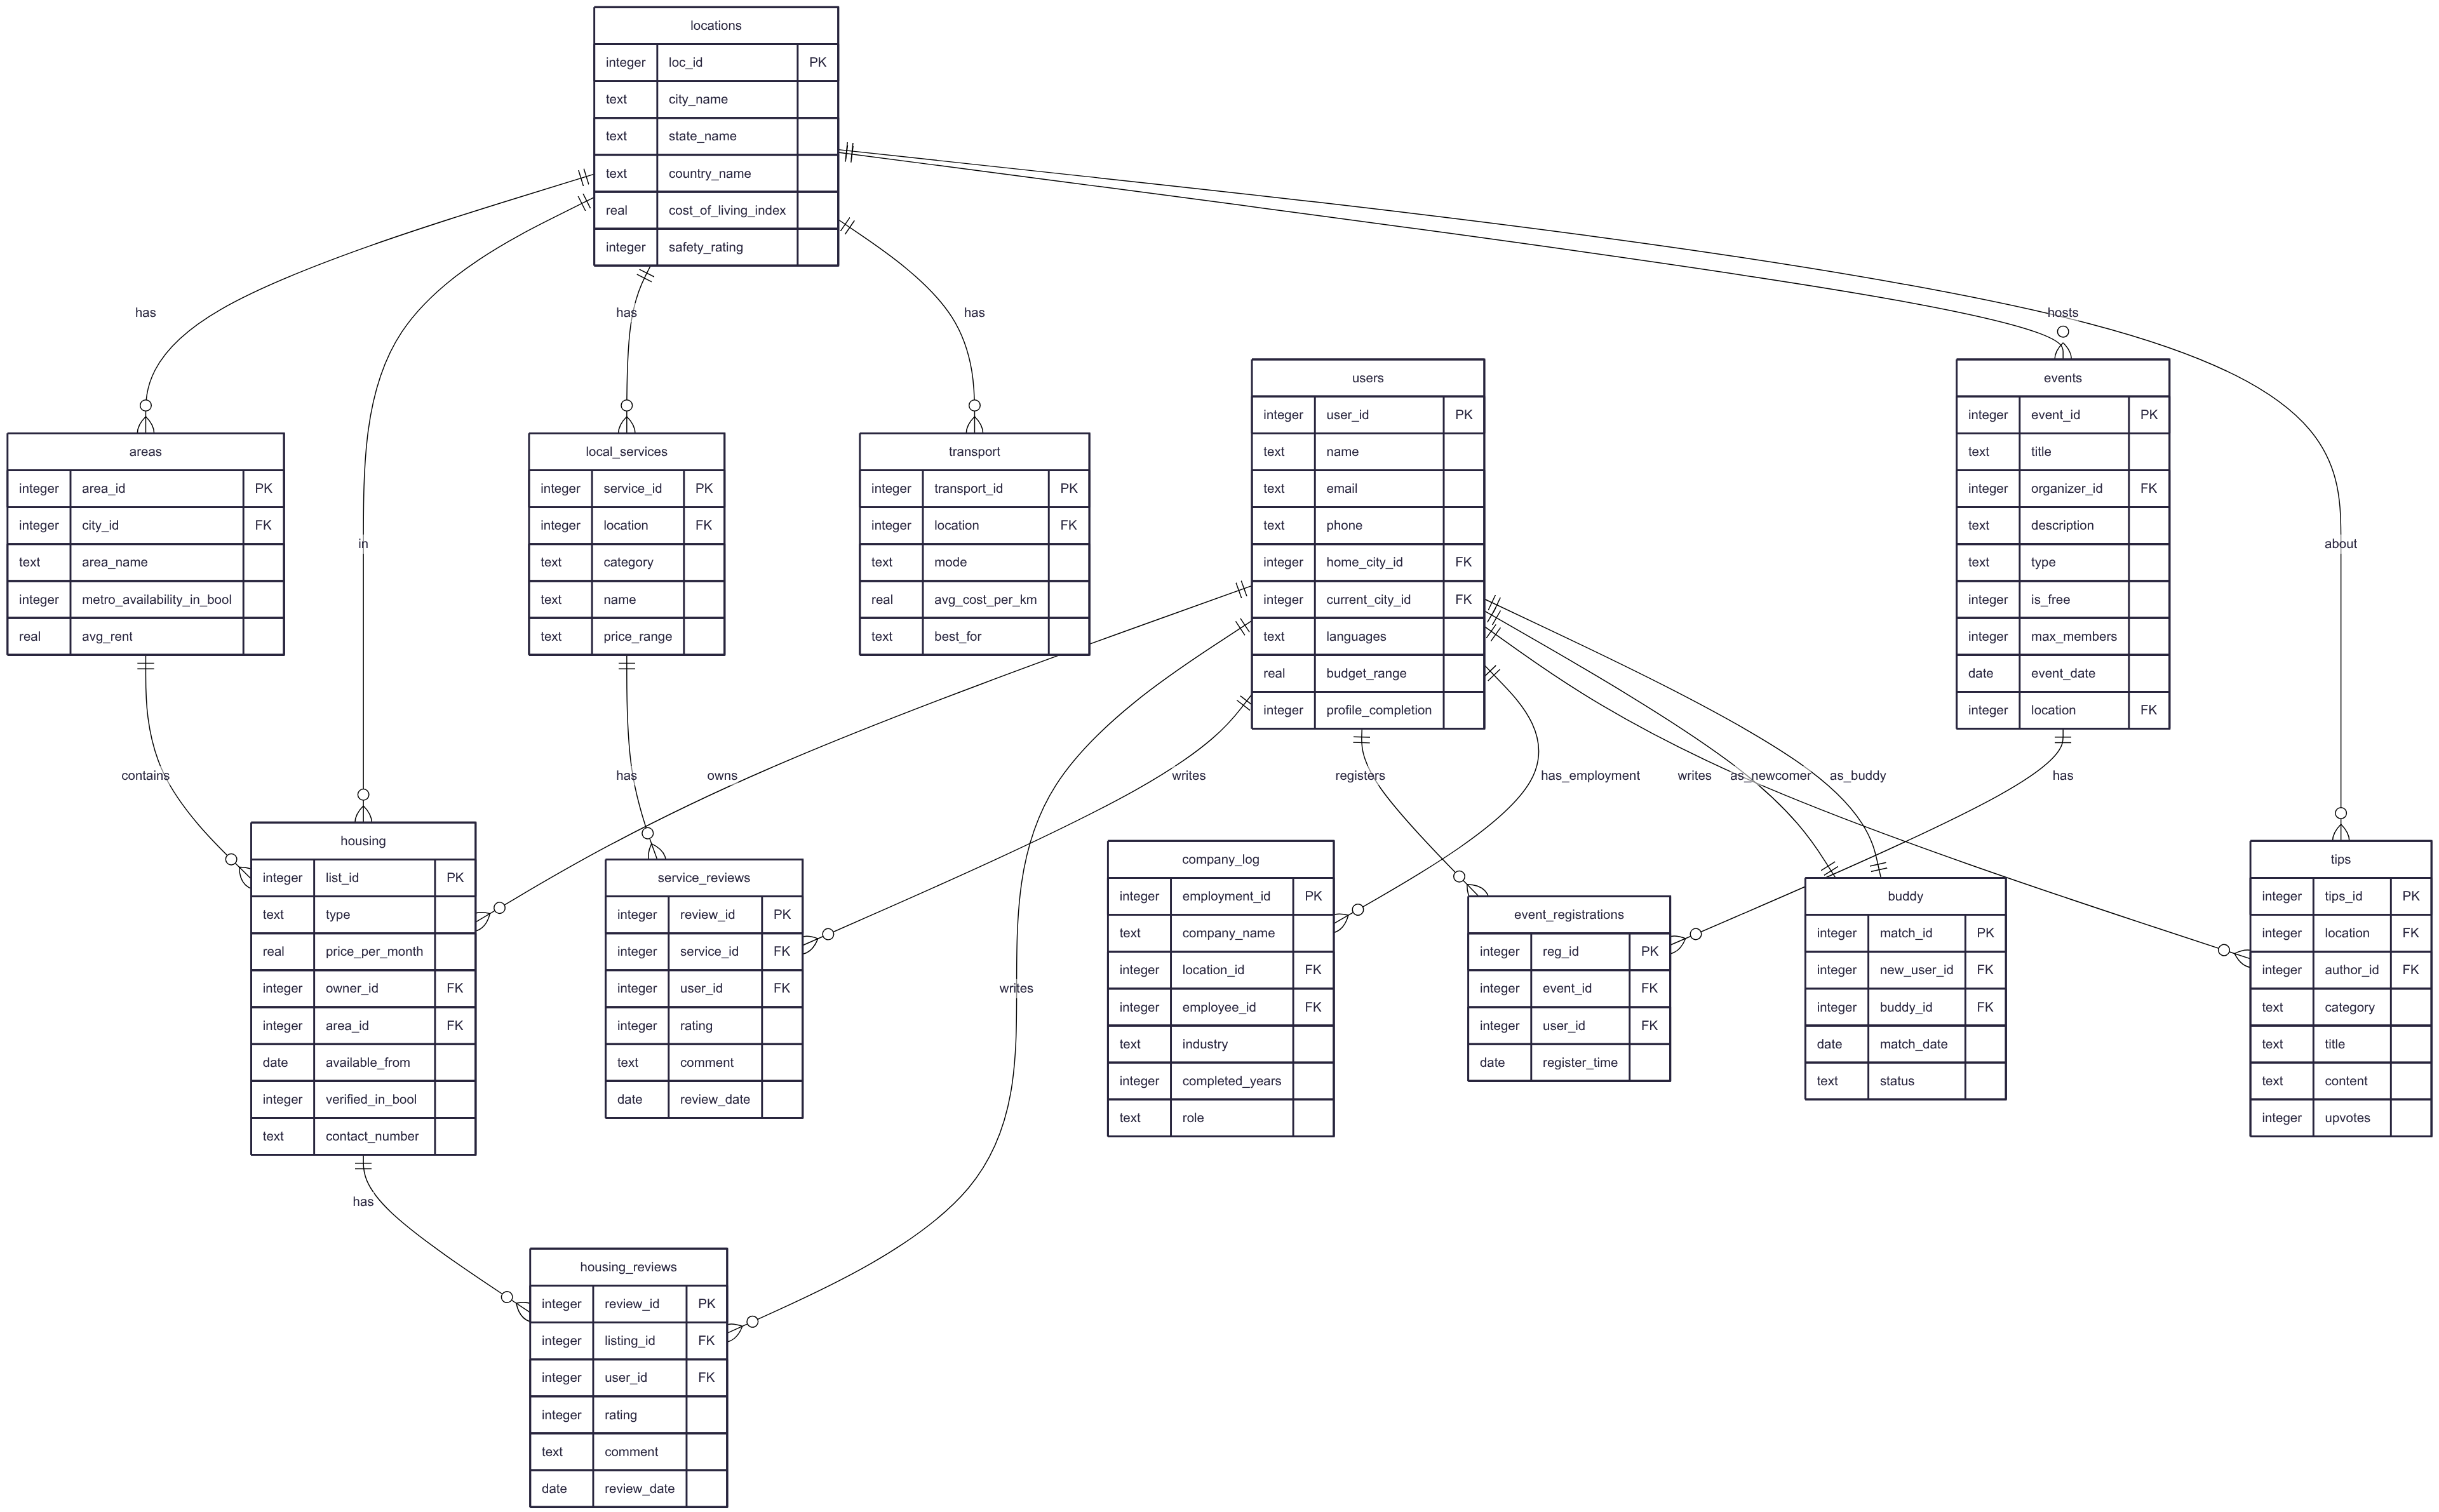 locations
integer loc_id PK
text city_name
text state_name
text country_name
real cost_of_living_index
integer safety_rating
has
has
has
hosts
users
integer user_id PK
text name
text email
text phone
integer home_city_id FK
integer current_city_id FK
text languages
real budget_range
integer profile_completion
events
integer event_id PK
text title
integer organizer_id FK
text description
text type
integer is_free
integer max_members
date event_date
integer location FK
areas
integer area_id PK
integer city_id FK
text area_name
integer metro_availability_in_bool
real avg_rent
in
local_services
integer service_id PK
integer location FK
text category
text name
text price_range
transport
integer transport_id PK
integer location FK
text mode
real avg_cost_per_km
text best_for
about
contains
has
owns
writes
registers
has_employment
writes
as_newcomer
as_buddy
has
housing
integer list_id PK
text type
real price_per_month
integer owner_id FK
integer area_id FK
date available_from
integer verified_in_bool
text contact_number
service_reviews
integer review_id PK
integer service_id FK
integer user_id FK
integer rating
text comment
date review_date
writes
company_log
integer employment_id PK
text company_name
integer location_id FK
integer employee_id FK
text industry
integer completed_years
text role
event_registrations
integer reg_id PK
integer event_id FK
integer user_id FK
date register_time
buddy
integer match_id PK
integer new_user_id FK
integer buddy_id FK
date match_date
text status
tips
integer tips_id PK
integer location FK
integer author_id FK
text category
text title
text content
integer upvotes
has
housing_reviews
integer review_id PK
integer listing_id FK
integer user_id FK
integer rating
text comment
date review_date